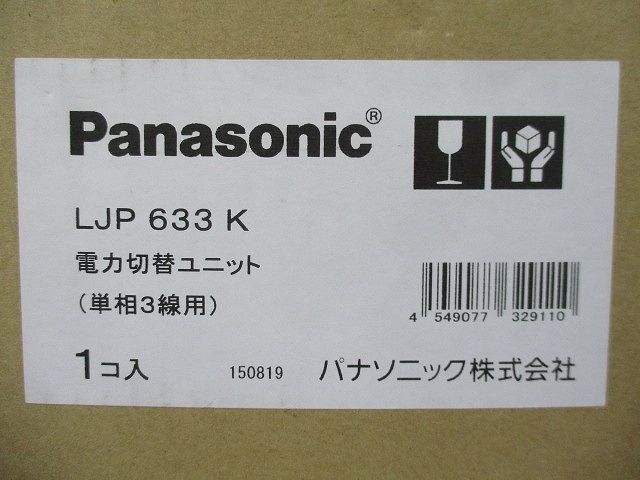 Panasonic®
LJP 633 K
電力切替ユニット
(単相3線用)
4 549077 329110
1コ入 150819 パナソニック株式会社